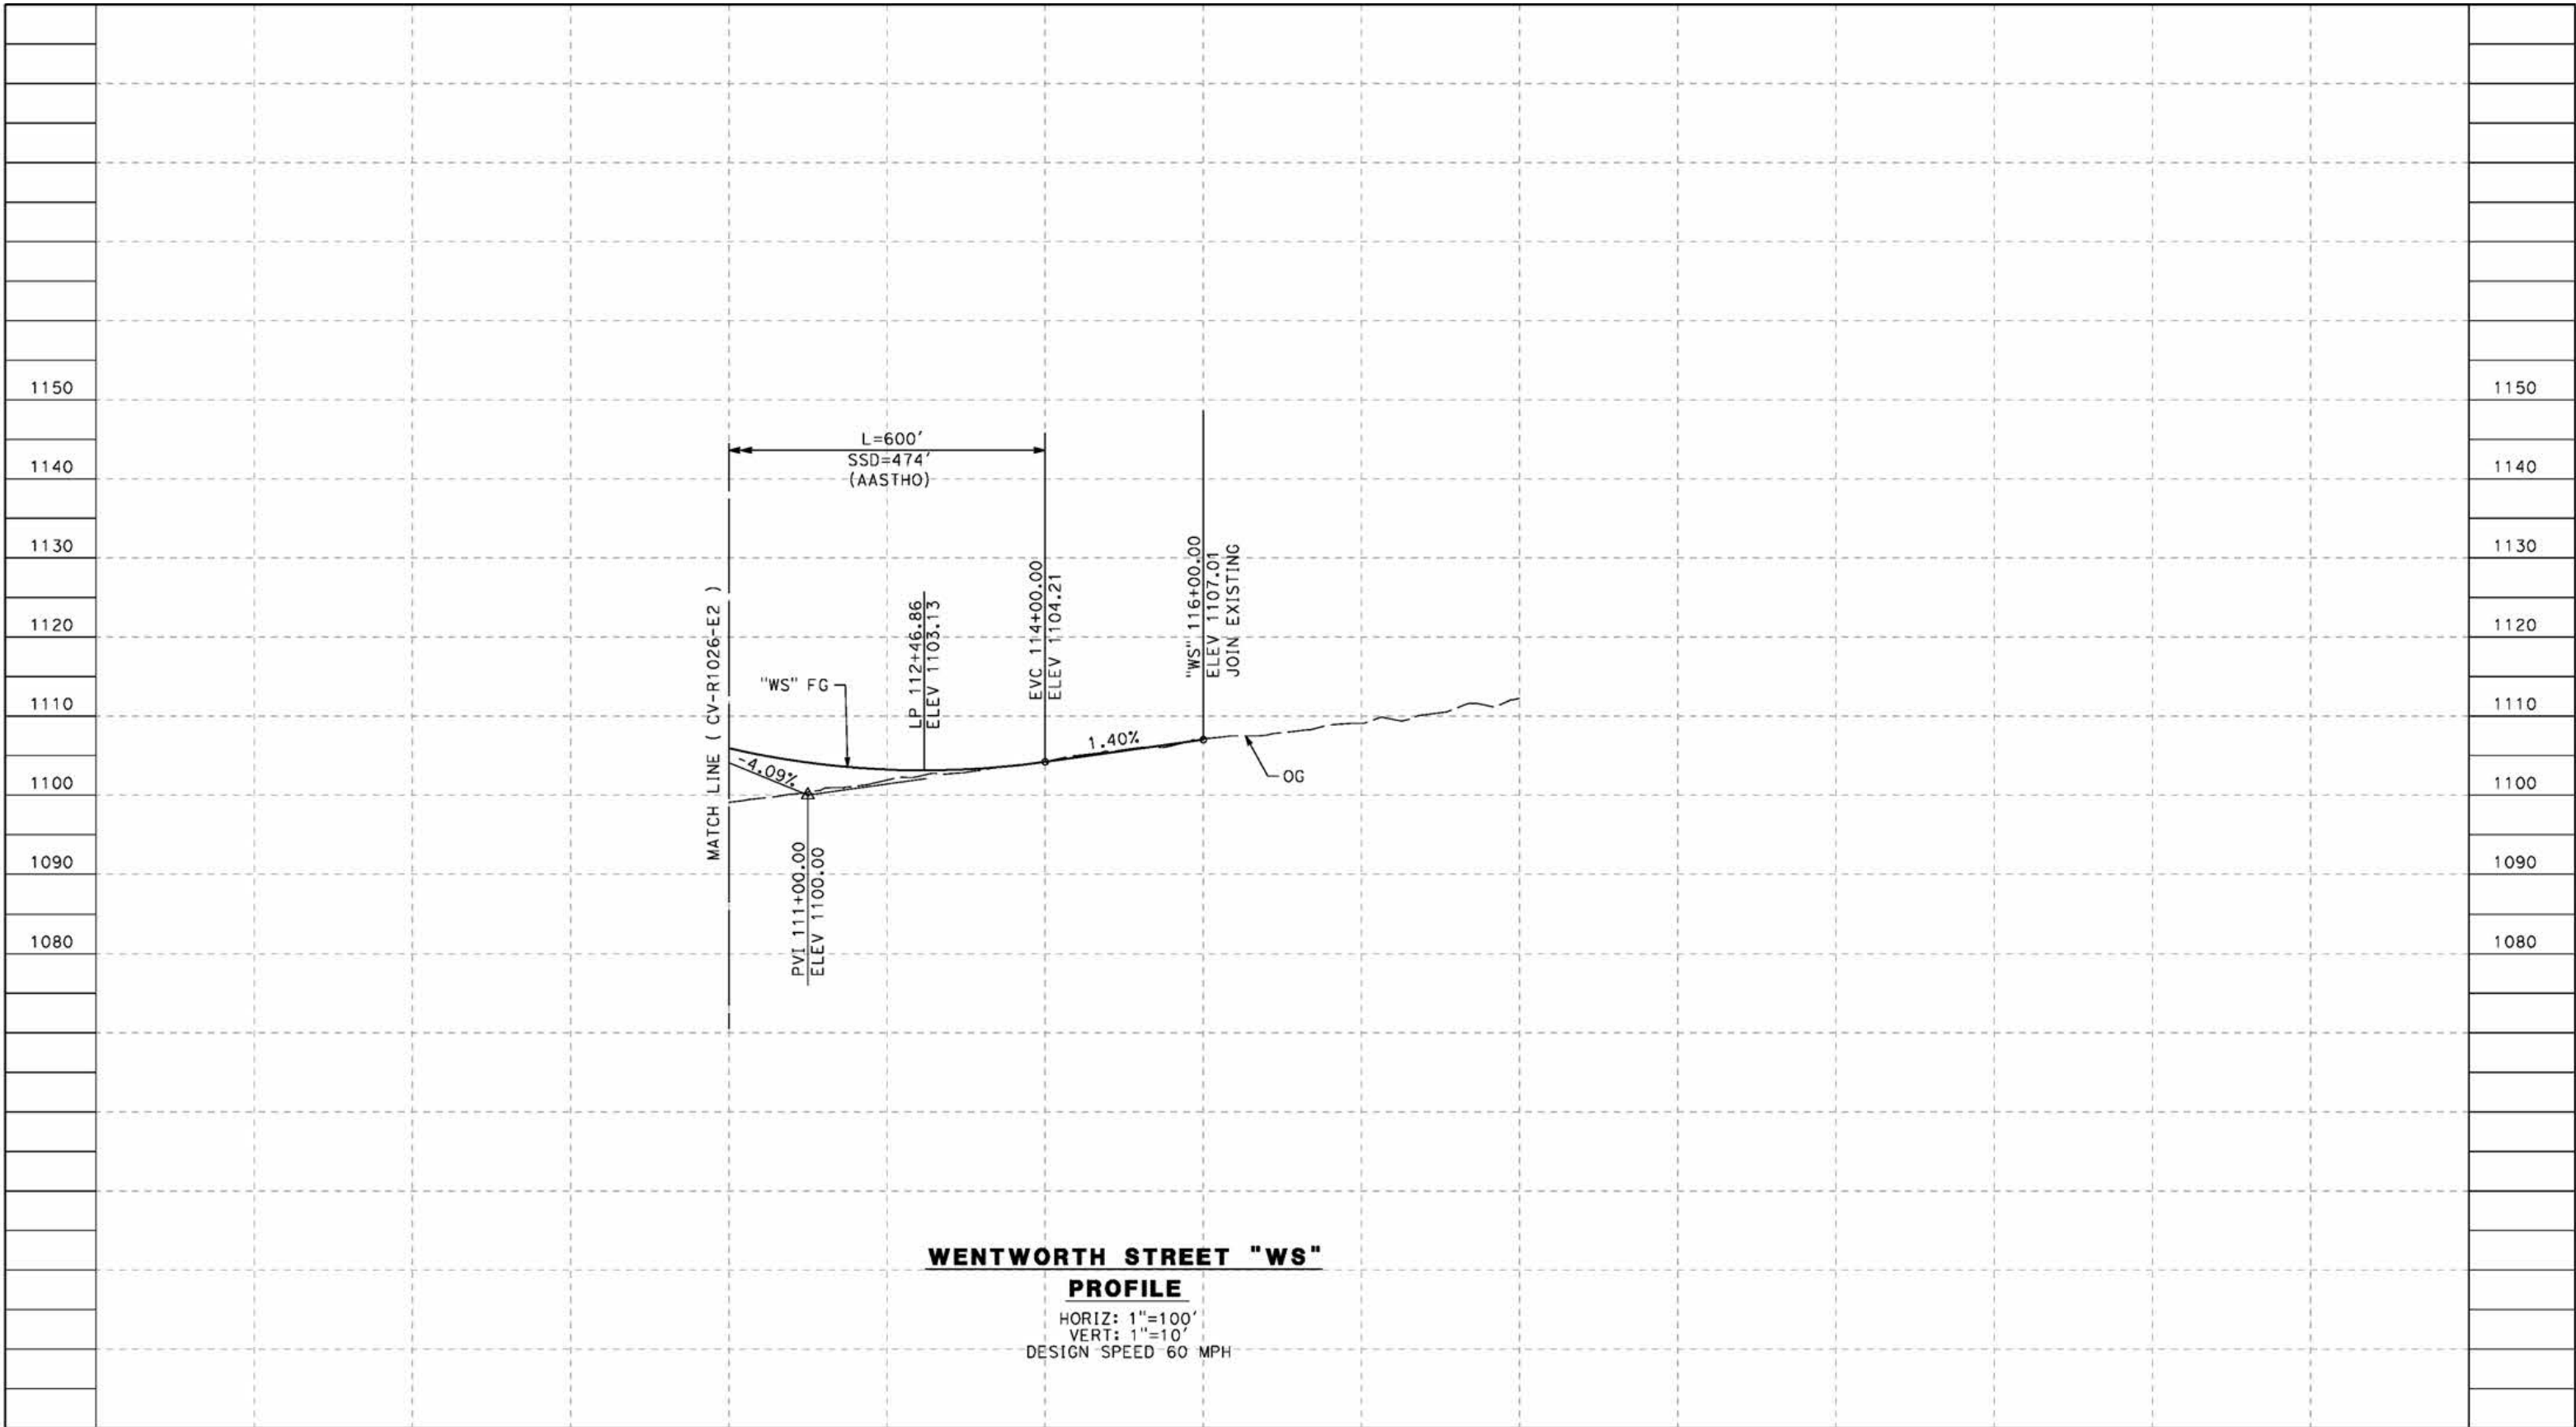 1150
1140
1130
1120
1110
1100
1090
1080
L=600'
SSD=474'
(AASTHO)
MATCH LINE ( CV-R1026-E2 )
"WS" FG
-4.09%
PVI 111+00.00
ELEV 1100.00
LP 112+46.86
ELEV 1103.13
EVC 114+00.00
ELEV 1104.21
1.40%
"WS" 116+00.00
ELEV 1107.01
JOIN EXISTING
OG
1150
1140
1130
1120
1110
1100
1090
1080
WENTWORTH STREET "WS"
PROFILE
HORIZ: 1"=100'
VERT: 1"=10'
DESIGN SPEED 60 MPH